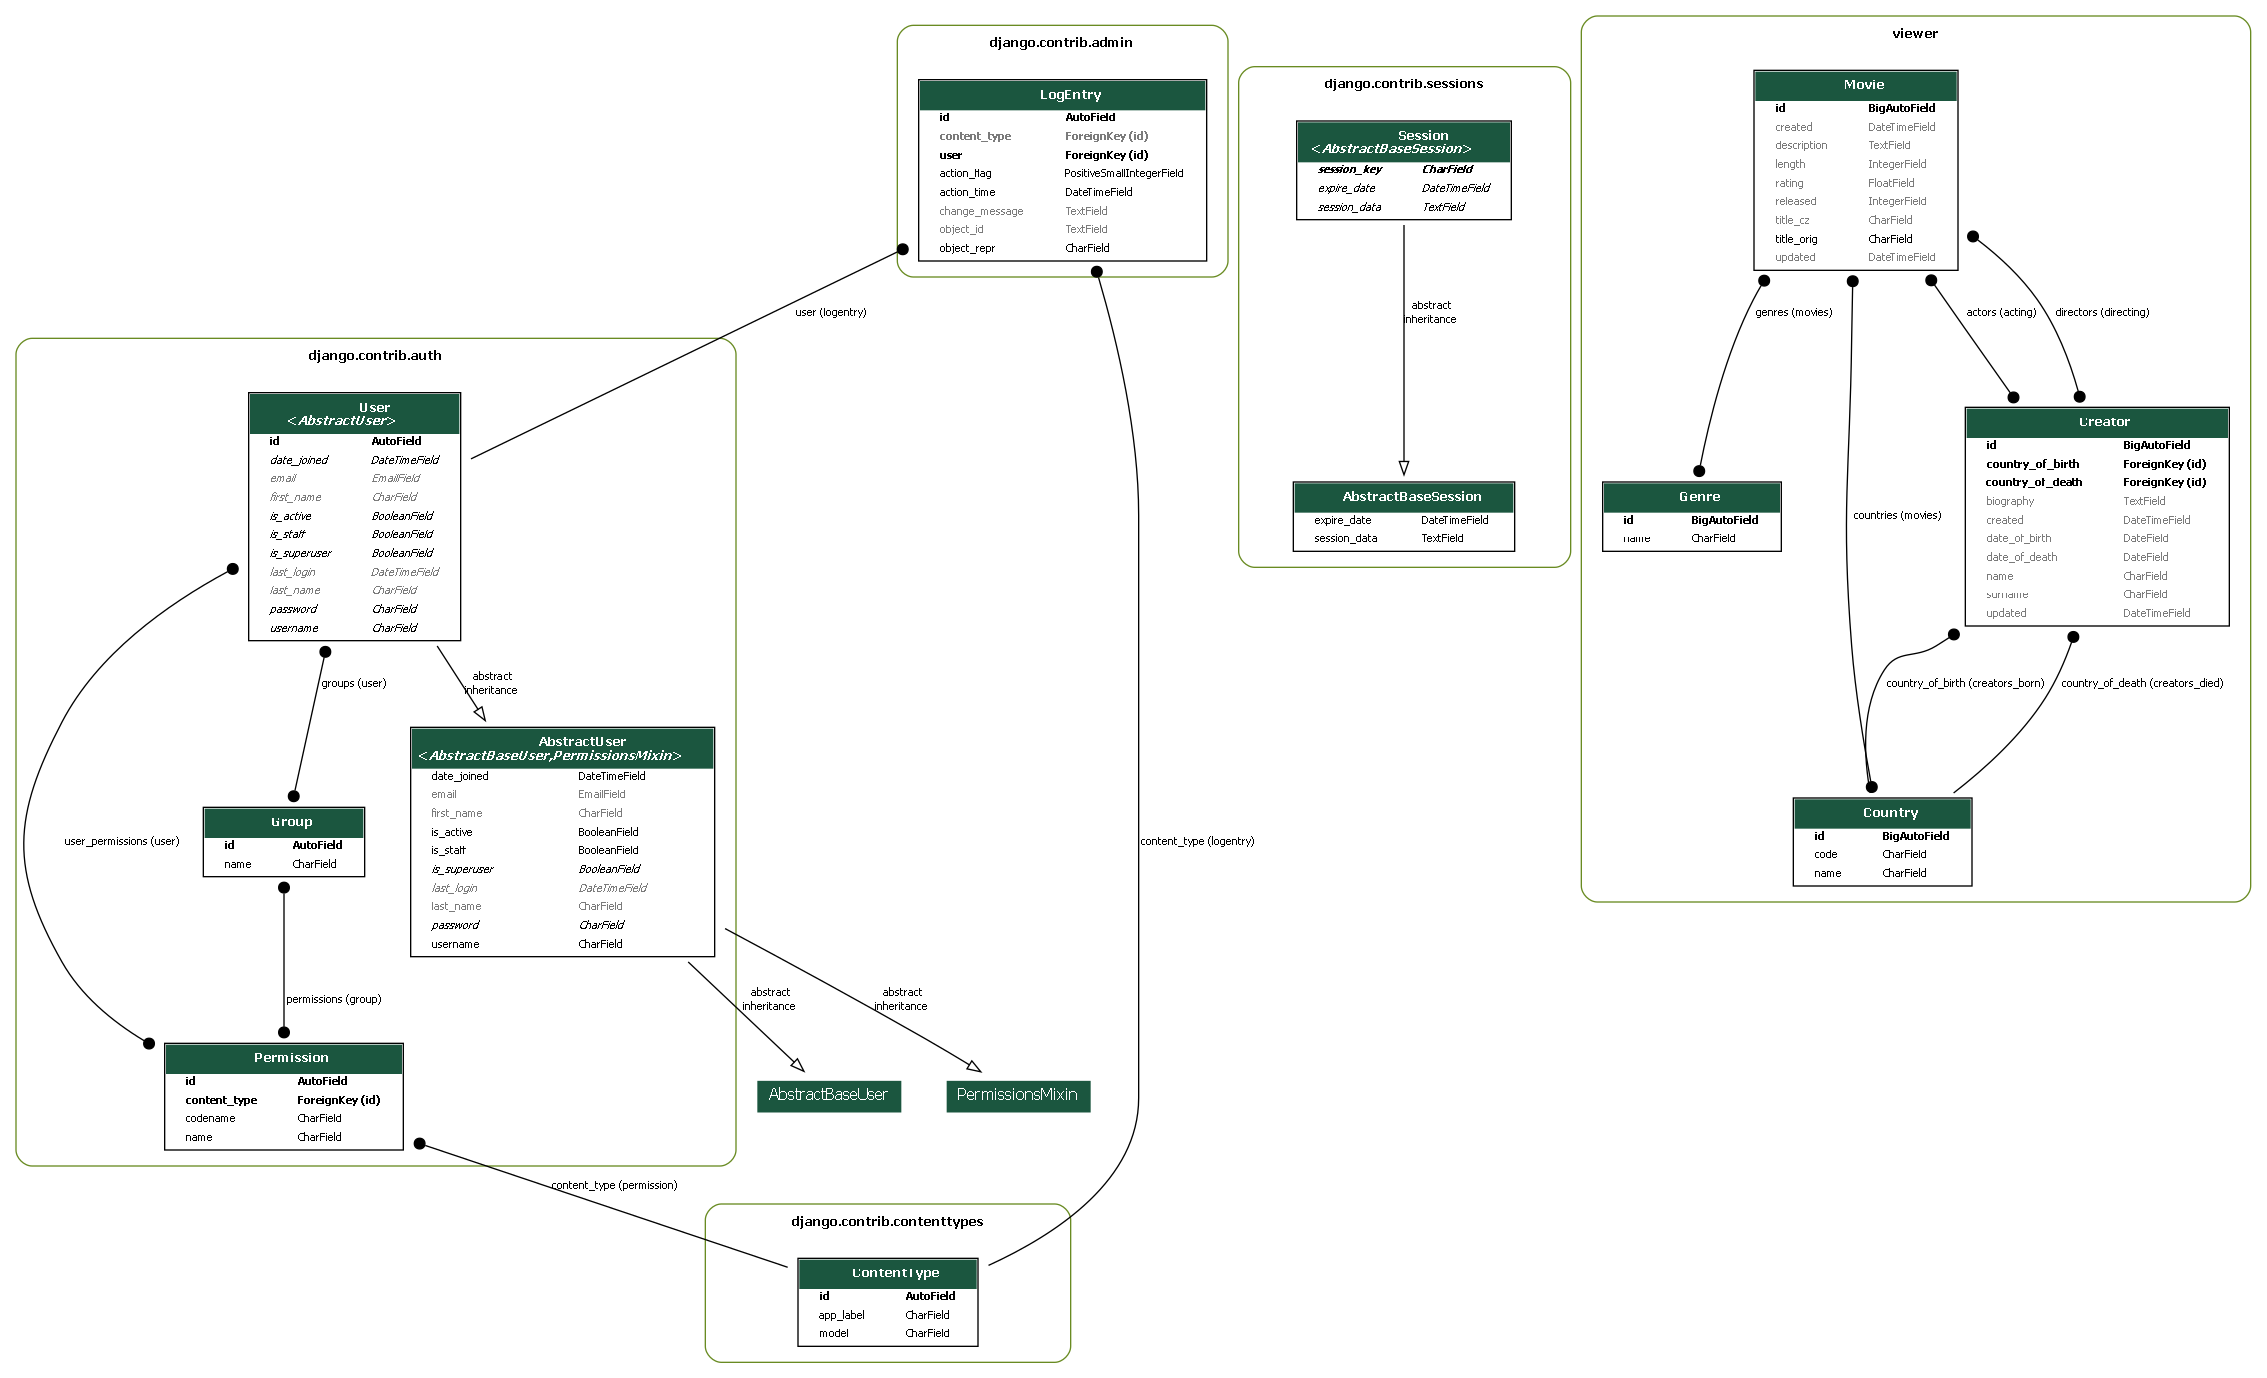 django.contrib.admin
LogEntry
id AutoField
content_type ForeignKey (id)
user ForeignKey (id)
action_flag PositiveSmallIntegerField
action_time DateTimeField
change_message TextField
object_id TextField
object_repr CharField
django.contrib.sessions
Session
<AbstractBaseSession>
session_key CharField
expire_date DateTimeField
session_data TextField
abstract
inheritance
AbstractBaseSession
expire_date DateTimeField
session_data TextField
viewer
Movie
id BigAutoField
created DateTimeField
description TextField
length IntegerField
rating FloatField
released IntegerField
title_cz CharField
title_orig CharField
updated DateTimeField
genres (movies)
actors (acting)
directors (directing)
countries (movies)
Genre
id BigAutoField
name CharField
Creator
id BigAutoField
country_of_birth ForeignKey (id)
country_of_death ForeignKey (id)
biography TextField
created DateTimeField
date_of_birth DateField
date_of_death DateField
name CharField
surname CharField
updated DateTimeField
country_of_birth (creators_born)
country_of_death (creators_died)
Country
id BigAutoField
code CharField
name CharField
user (logentry)
django.contrib.auth
User
<AbstractUser>
id AutoField
date_joined DateTimeField
email EmailField
first_name CharField
is_active BooleanField
is_staff BooleanField
is_superuser BooleanField
last_login DateTimeField
last_name CharField
password CharField
username CharField
groups (user)
abstract
inheritance
user_permissions (user)
Group
id AutoField
name CharField
permissions (group)
AbstractUser
<AbstractBaseUser,PermissionsMixin>
date_joined DateTimeField
email EmailField
first_name CharField
is_active BooleanField
is_staff BooleanField
is_superuser BooleanField
last_login DateTimeField
last_name CharField
password CharField
username CharField
abstract
inheritance
abstract
inheritance
AbstractBaseUser
PermissionsMixin
Permission
id AutoField
content_type ForeignKey (id)
codename CharField
name CharField
content_type (permission)
content_type (logentry)
django.contrib.contenttypes
ContentType
id AutoField
app_label CharField
model CharField